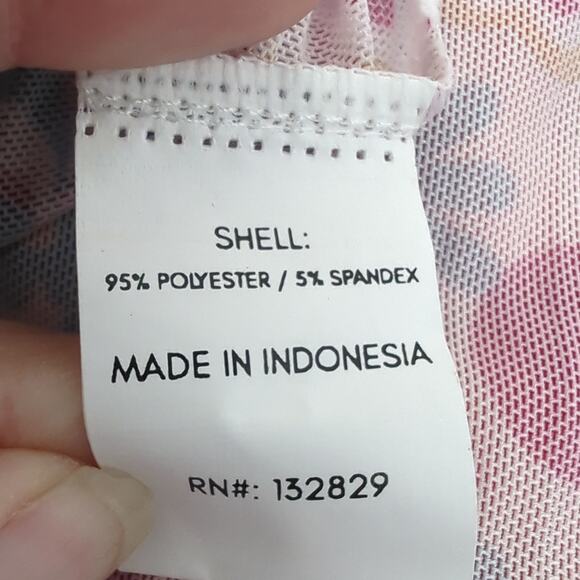 SHELL:
95% POLYESTER / 5% SPANDEX
MADE IN INDONESIA
RN#: 132829